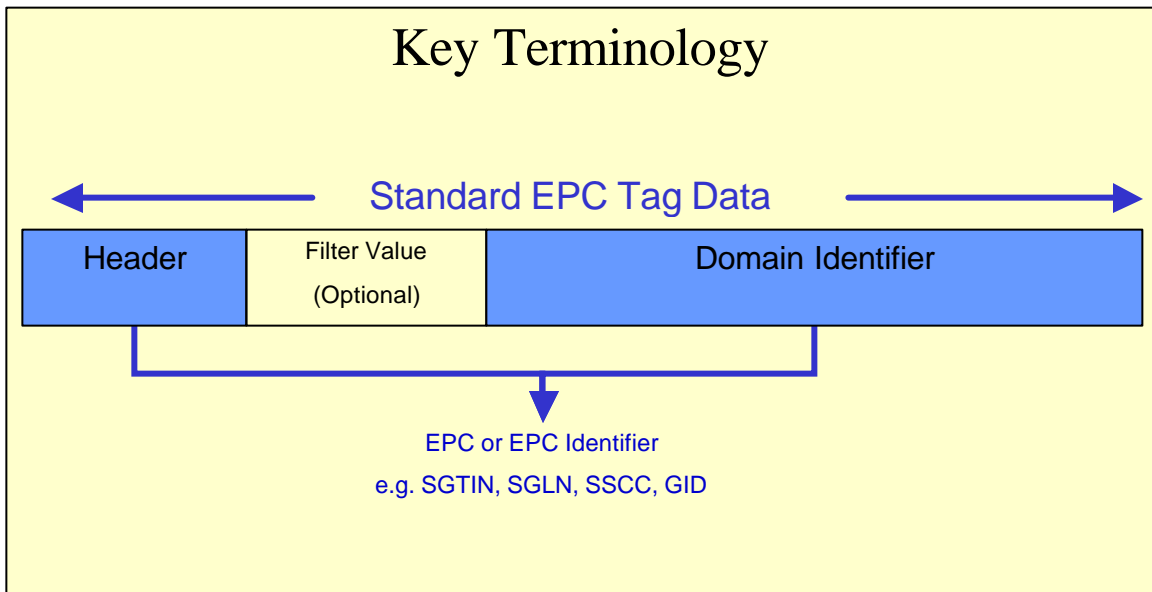 Key Terminology
Standard EPC Tag Data
Header
Filter Value
(Optional)
Domain Identifier
EPC or EPC Identifier
e.g. SGTIN, SGLN, SSCC, GID